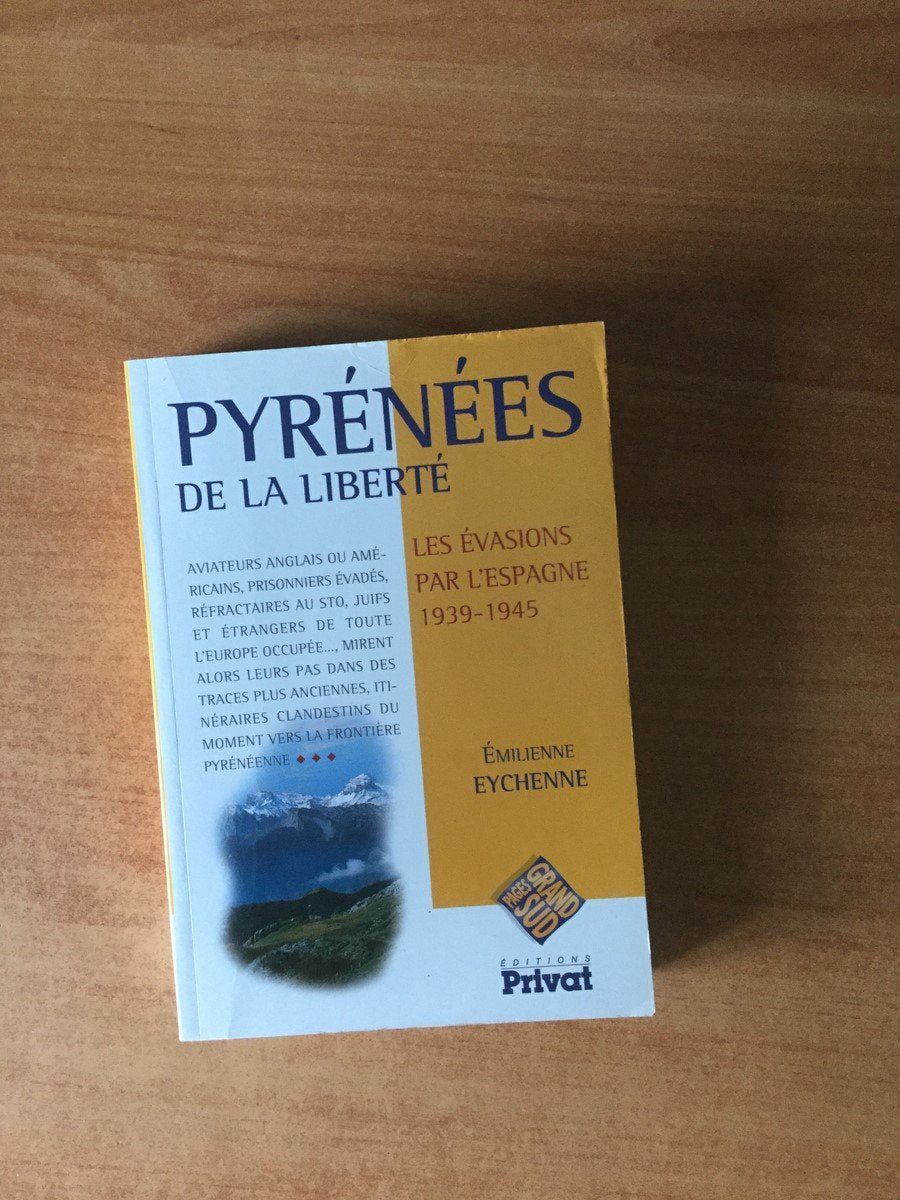 PYRÉNÉES
DE LA LIBERTÉ
AVIATEURS ANGLAIS OU AMÉ-
RICAINS, PRISONNIERS ÉVADÉS,
RÉFRACTAIRES AU STO, JUIFS
ET ÉTRANGERS DE TOUTE
L'EUROPE OCCUPÉE..., MIRENT
ALORS LEURS PAS DANS DES
TRACES PLUS ANCIENNES, ITI-
NÉRAIRES CLANDESTINS DU
MOMENT VERS LA FRONTIÈRE
PYRÉNÉENNE
LES ÉVASIONS
PAR L'ESPAGNE
1939-1945
ÉMILIENNE
EYCHENNE
PAGES
GRAND
SUD
ÉDITIONS
Privat